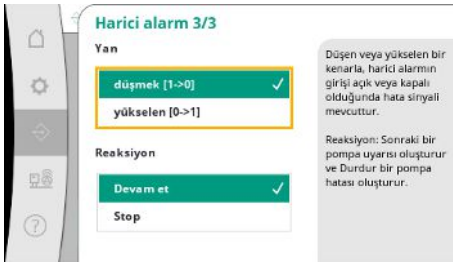 Harici alarm 3/3
Yan
düşmek [1->0]
yükselen [0->1]
Reaksiyon
Devam et
Stop
Düşen veya yükselen bir
kenarla, harici alarmın
girişi açık veya kapalı
olduğunda hata sinyali
mevcuttur.
Reaksiyon: Sonraki bir
pompa uyarısı oluşturur
ve Durdur bir pompa
hatası oluşturur.